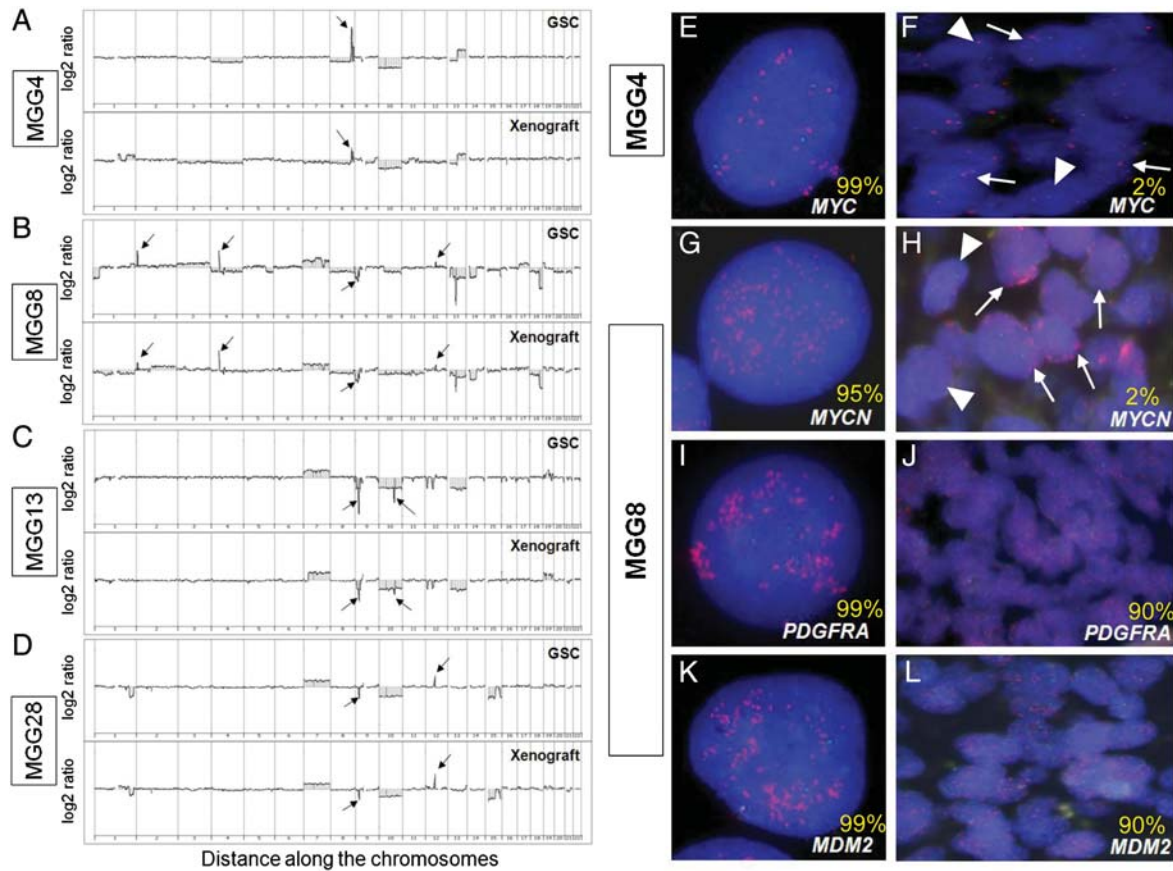 A
MGG4
log2 ratio
GSC
log2 ratio
Xenograft
B
MGG8
log2 ratio
GSC
log2 ratio
Xenograft
C
MGG13
log2 ratio
GSC
log2 ratio
Xenograft
D
MGG28
log2 ratio
GSC
log2 ratio
Xenograft
Distance along the chromosomes
MGG4
E
99%
MYC
F
2%
MYC
MGG8
G
95%
MYCN
H
2%
MYCN
I
99%
PDGFRA
J
90%
PDGFRA
K
99%
MDM2
L
90%
MDM2